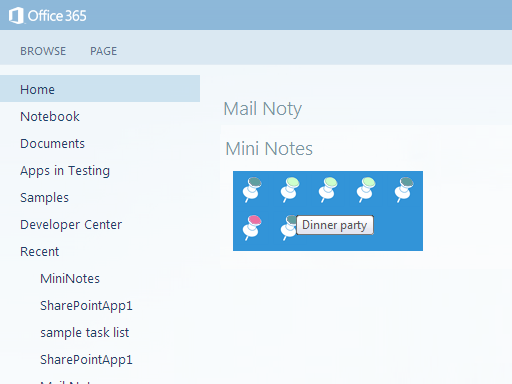 Office 365
BROWSE PAGE
Home
Notebook
Documents
Apps in Testing
Samples
Developer Center
Recent
MiniNotes
SharePointApp1
sample task list
SharePointApp1
Mail Noty
Mini Notes
Dinner party